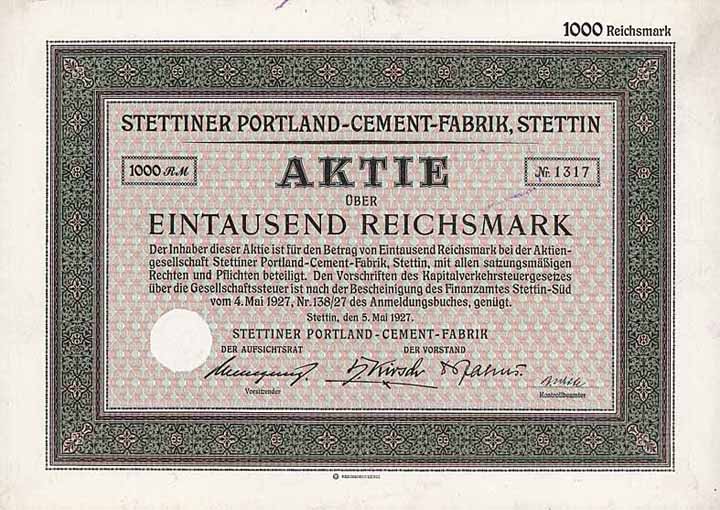 1000 Reichsmark
STETTINER PORTLAND-CEMENT-FABRIK, STETTIN
1000 RM
AKTIE
Nr. 1317
ÜBER
EINTAUSEND REICHSMARK
Der Inhaber dieser Aktie ist für den Betrag von Eintausend Reichsmark bei der Aktien-
gesellschaft Stettiner Portland-Cement-Fabrik, Stettin, mit allen satzungsmäßigen
Rechten und Pflichten beteiligt. Den Vorschriften des Kapitalverkehrsteuergesetzes
über die Gesellschaftssteuer ist nach der Bescheinigung des Finanzamtes Stettin-Süd
vom 4. Mai 1927, Nr. 138/27 des Anmeldungsbuches, genügt.
Stettin, den 5. Mai 1927.
STETTINER PORTLAND-CEMENT-FABRIK
DER AUFSICHTSRAT
DER VORSTAND
Kirsch
Vorsitzender
Kontrollbeamter